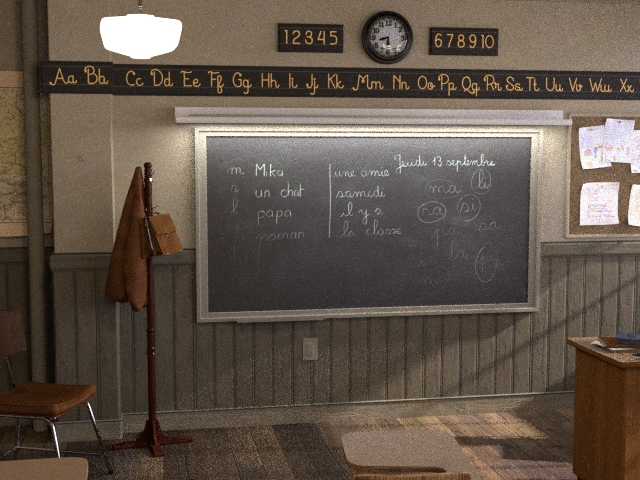 12345
678910
Aa Bb Cc Dd Ee Ff Gg Hh Ii Jj Kk Mm Nn Oo Pp Qq Rr Ss Tt Uu Vv Ww Xx
Jeudi 13 septembre
m Mika
un chat
l papa
maman
une amie
samedi
il y a
la classe
ma li
ra si
sa